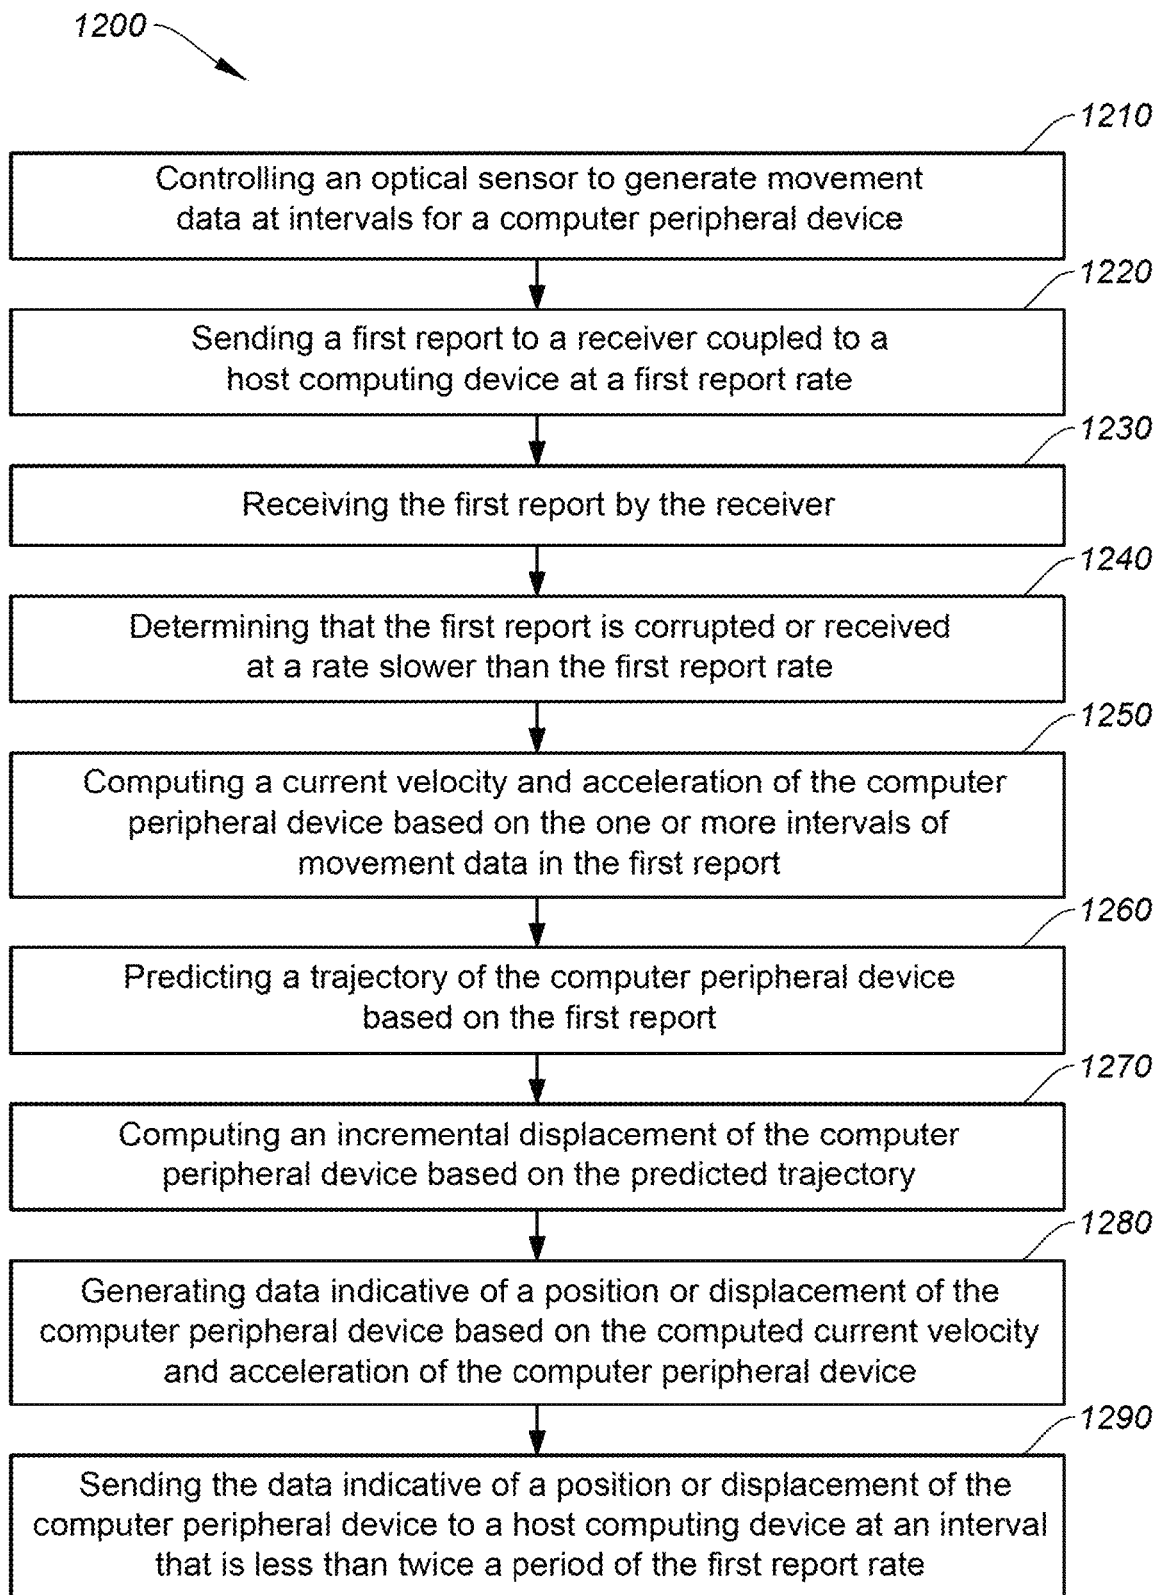 1200
1210
Controlling an optical sensor to generate movement
data at intervals for a computer peripheral device
1220
Sending a first report to a receiver coupled to a
host computing device at a first report rate
1230
Receiving the first report by the receiver
1240
Determining that the first report is corrupted or received
at a rate slower than the first report rate
1250
Computing a current velocity and acceleration of the computer
peripheral device based on the one or more intervals of
movement data in the first report
1260
Predicting a trajectory of the computer peripheral device
based on the first report
1270
Computing an incremental displacement of the computer
peripheral device based on the predicted trajectory
1280
Generating data indicative of a position or displacement of the
computer peripheral device based on the computed current velocity
and acceleration of the computer peripheral device
1290
Sending the data indicative of a position or displacement of the
computer peripheral device to a host computing device at an interval
that is less than twice a period of the first report rate